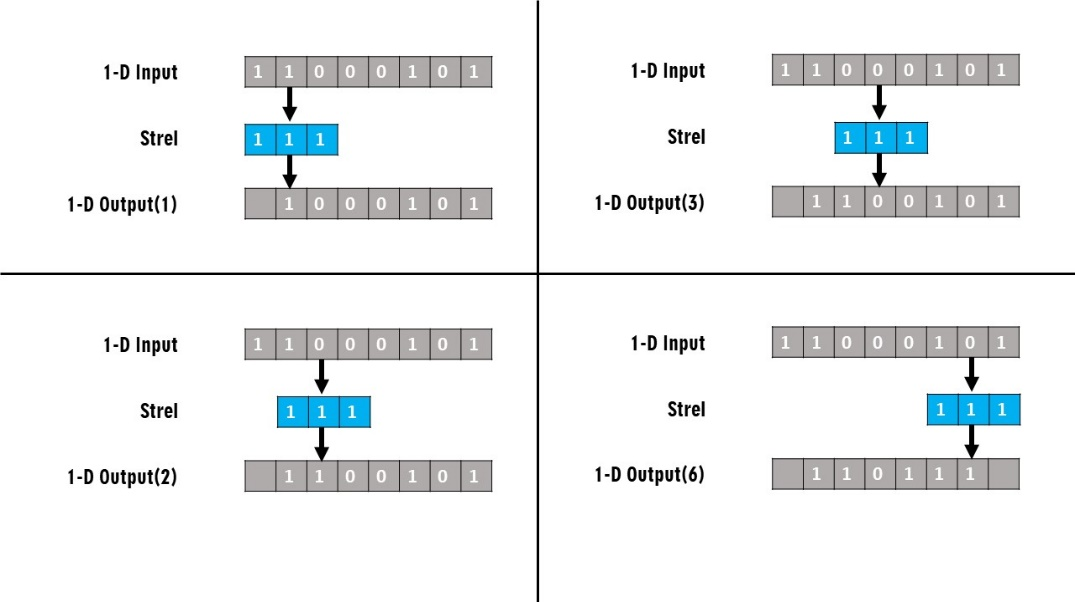 1-D Input 1 1 0 0 0 1 0 1
Strel 1 1 1
1-D Output(1) 1 0 0 0 1 0 1
1-D Input 1 1 0 0 0 1 0 1
Strel 1 1 1
1-D Output(3) 1 1 0 0 1 0 1
1-D Input 1 1 0 0 0 1 0 1
Strel 1 1 1
1-D Output(2) 1 1 0 0 1 0 1
1-D Input 1 1 0 0 0 1 0 1
Strel 1 1 1
1-D Output(6) 1 1 0 1 1 1